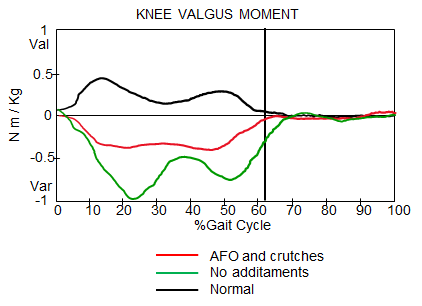 KNEE VALGUS MOMENT
1
Val
0.5
0
-0.5
Var
-1
N m / Kg
0 10 20 30 40 50 60 70 80 90 100
%Gait Cycle
AFO and crutches
No additaments
Normal